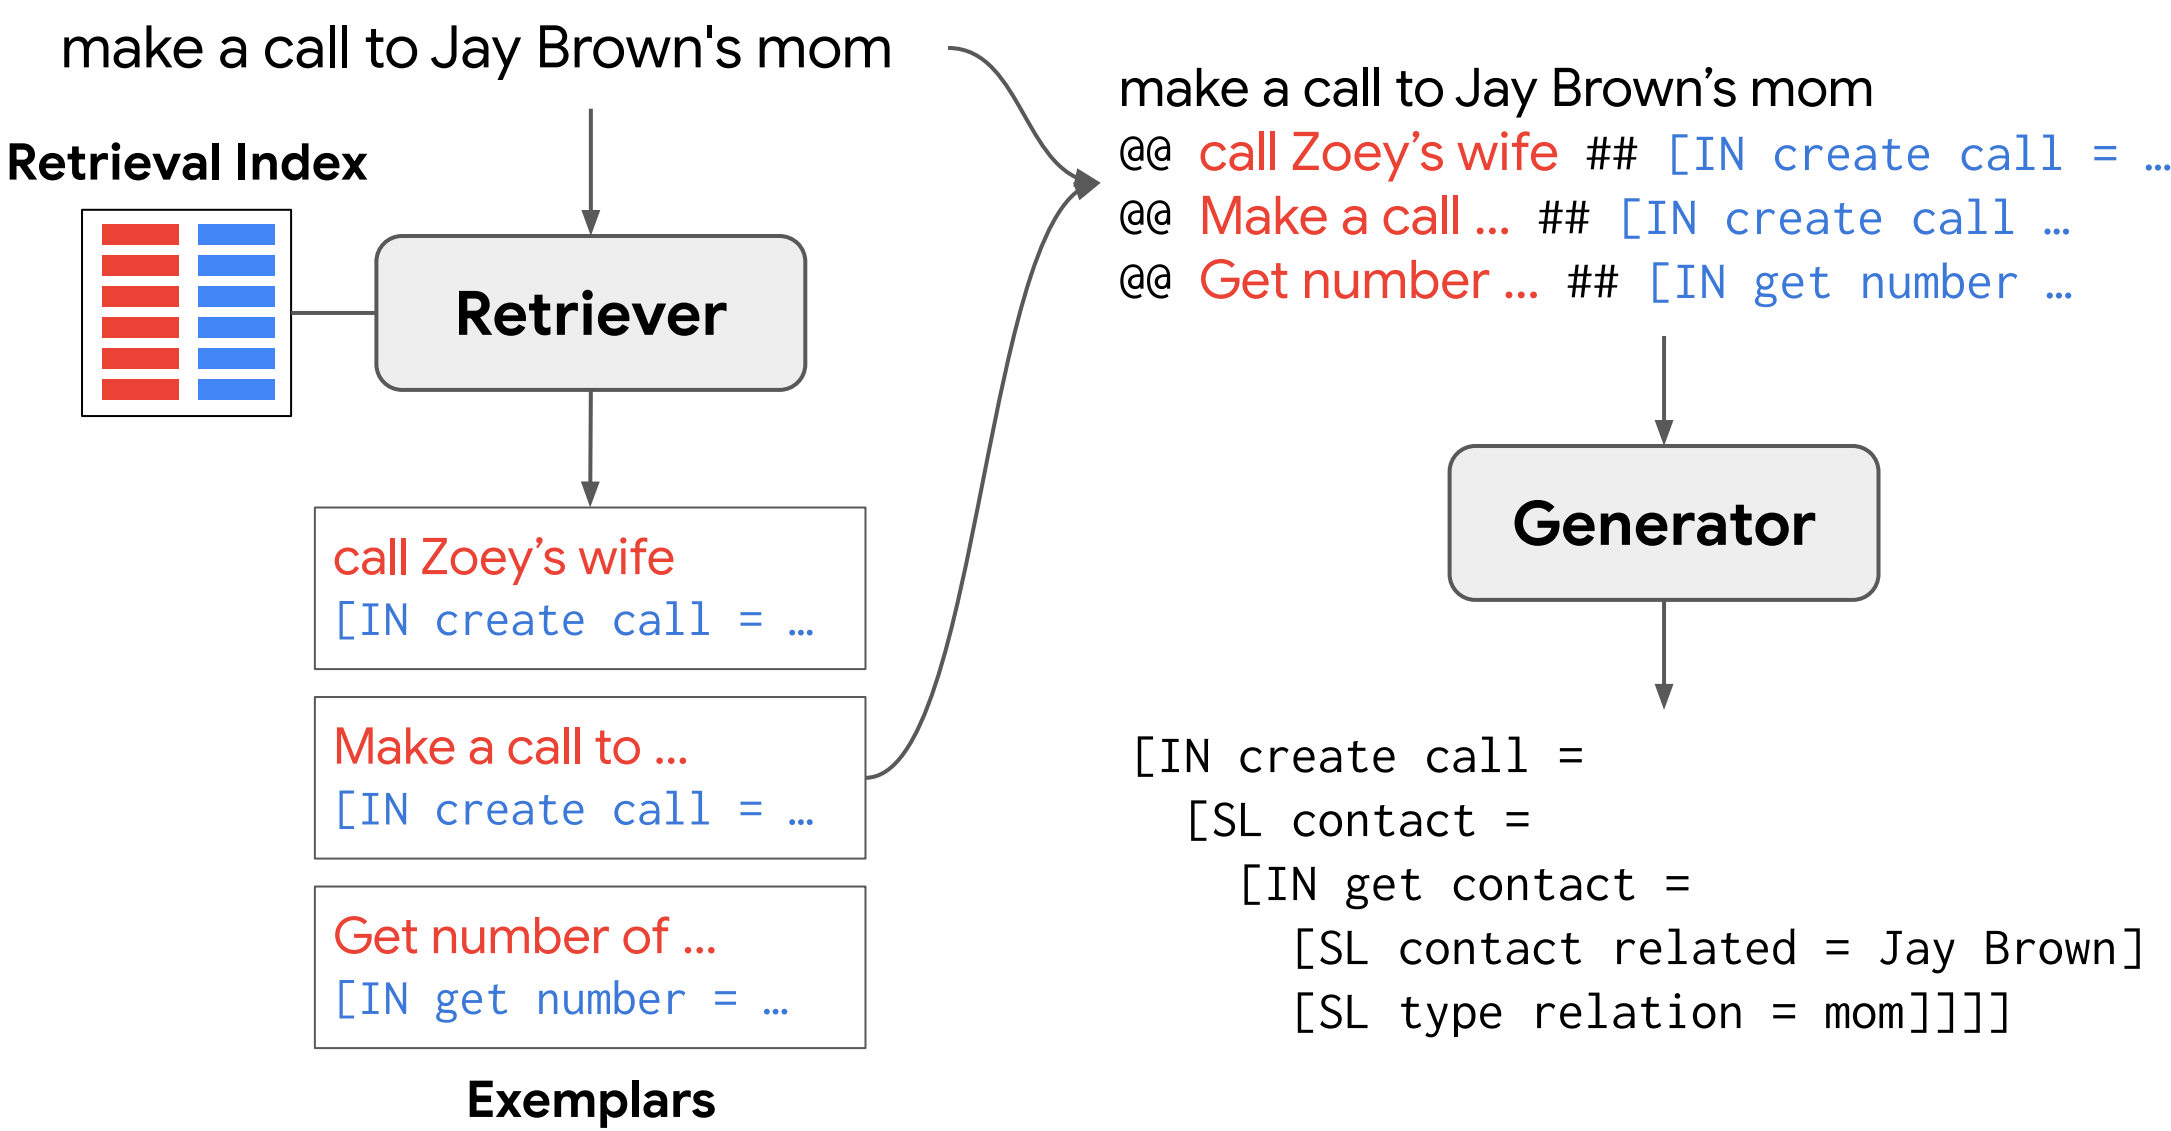 make a call to Jay Brown's mom
Retrieval Index
Retriever
call Zoey’s wife
[IN create call = …
Make a call to ...
[IN create call = …
Get number of ...
[IN get number = …
Exemplars
make a call to Jay Brown’s mom
@@ call Zoey’s wife ## [IN create call = …
@@ Make a call ... ## [IN create call …
@@ Get number ... ## [IN get number …
Generator
[IN create call =
[SL contact =
[IN get contact =
[SL contact related = Jay Brown]
[SL type relation = mom]]]]